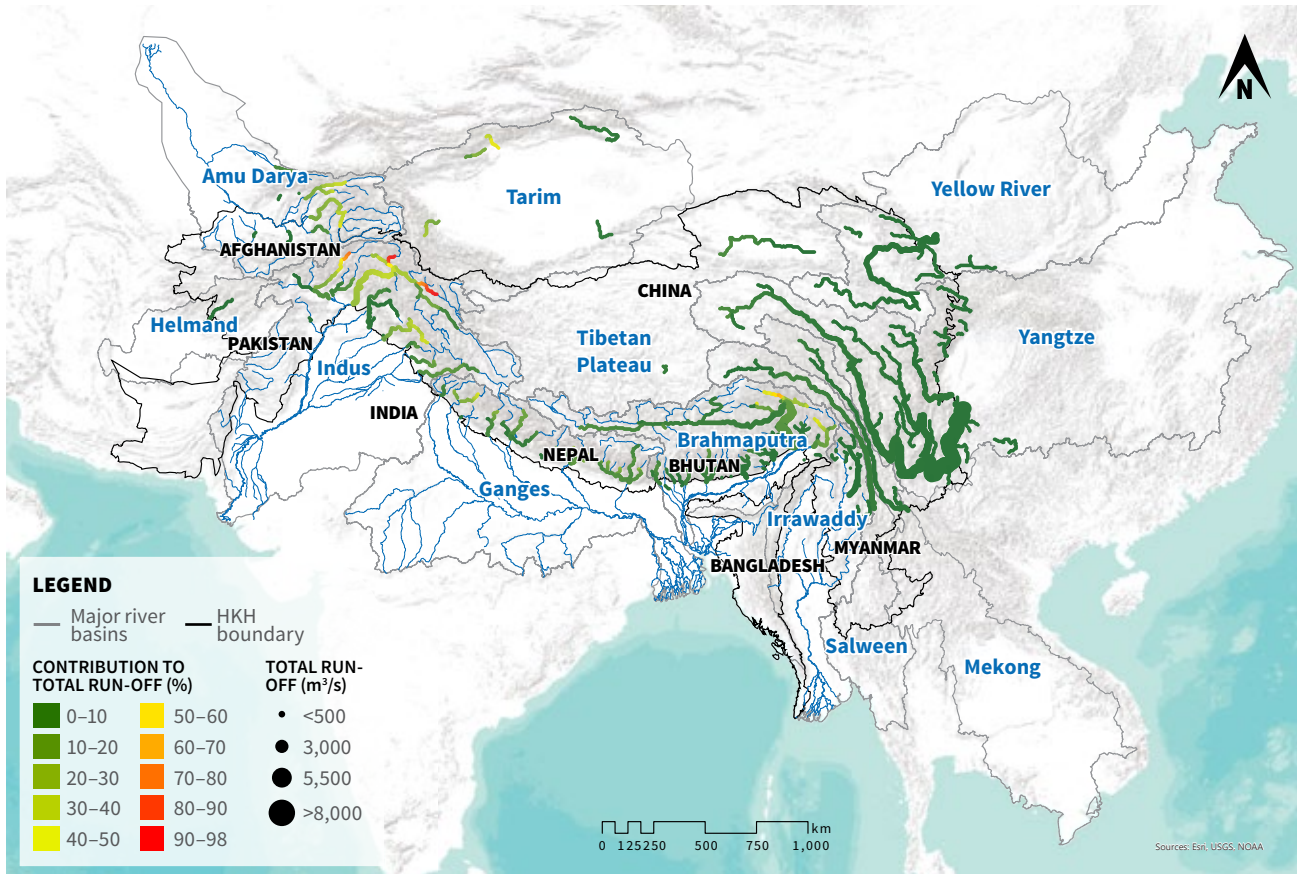 N
Amu Darya
Tarim
Yellow River
AFGHANISTAN
CHINA
Helmand
PAKISTAN
Indus
Tibetan
Plateau
Yangtze
INDIA
NEPAL
Brahmaputra
BHUTAN
Ganges
Irrawaddy
MYANMAR
BANGLADESH
Salween
Mekong
LEGEND
Major river
basins
HKH
boundary
CONTRIBUTION TO
TOTAL RUN-OFF (%)
0–10
10–20
20–30
30–40
40–50
50–60
60–70
70–80
80–90
90–98
TOTAL RUN-
OFF (m³/s)
<500
3,000
5,500
>8,000
km
0 125250 500 750 1,000
Sources: Esri, USGS, NOAA